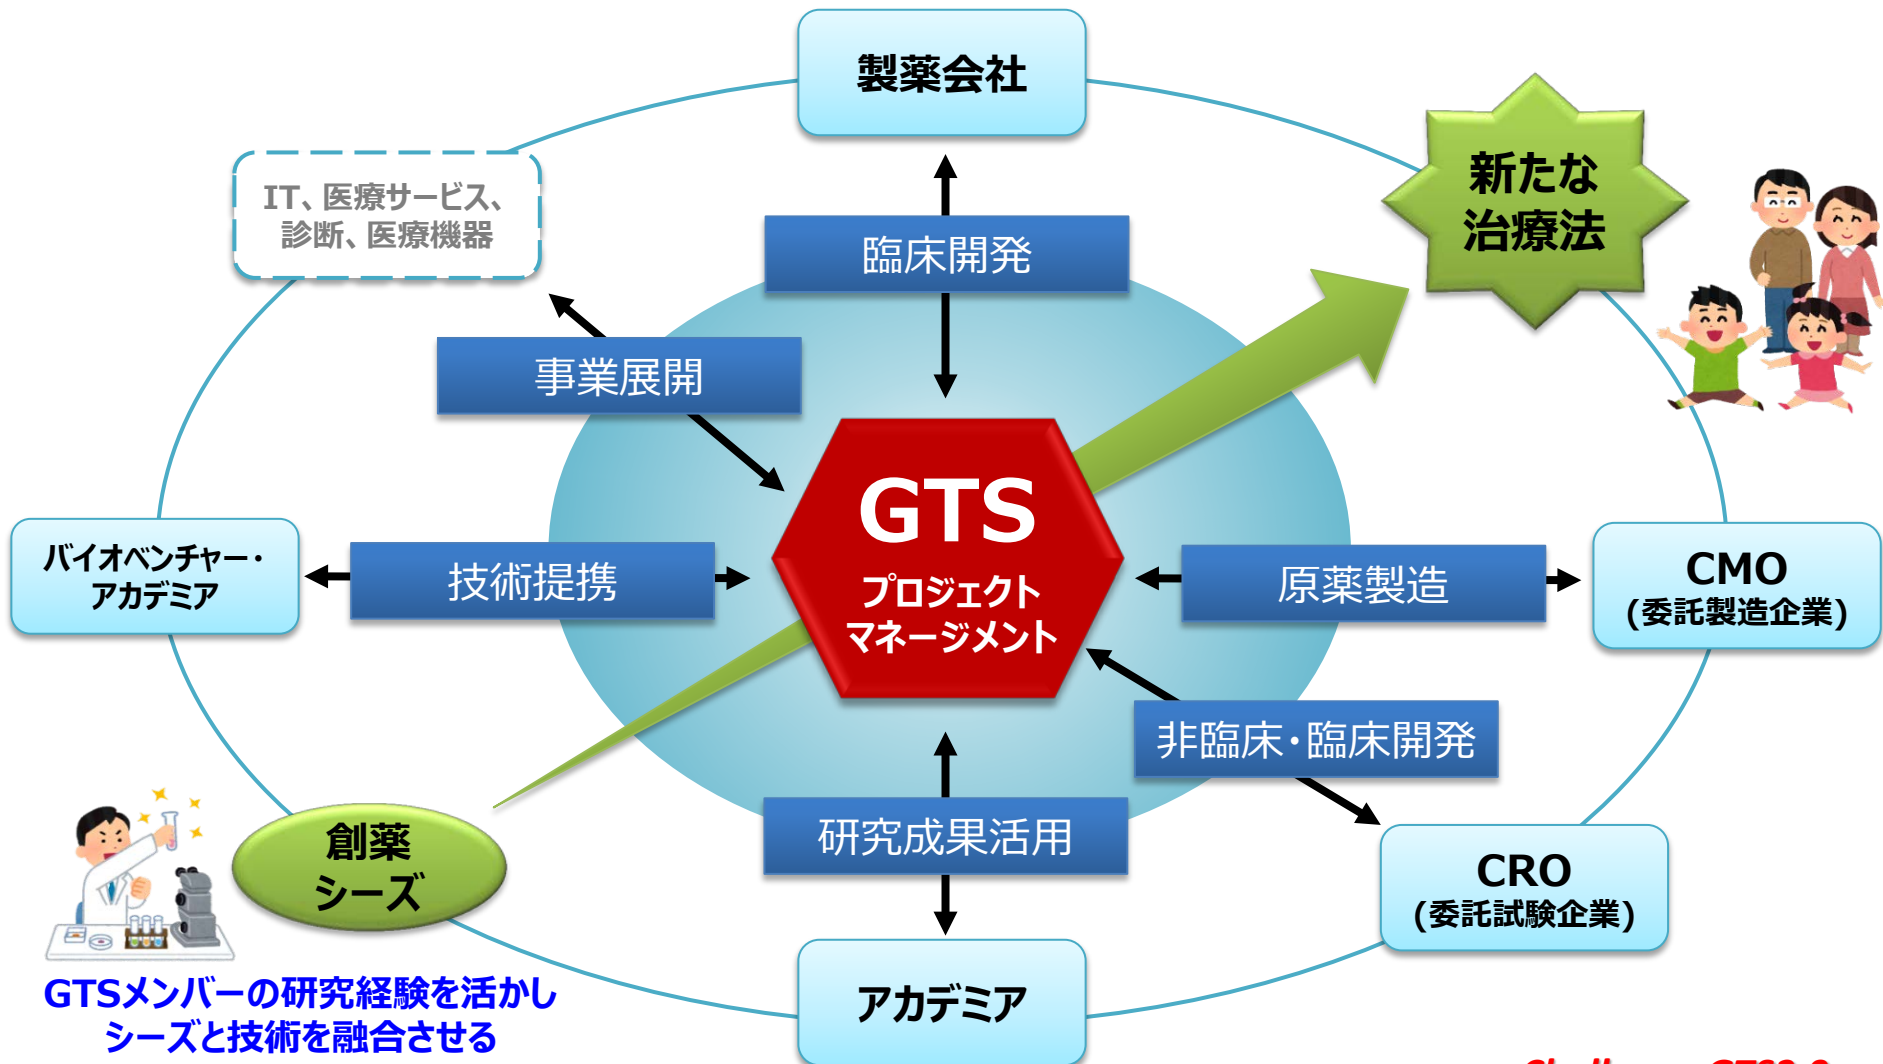 製薬会社
IT、医療サービス、
診断、医療機器
新たな
治療法
臨床開発
事業展開
GTS
プロジェクト
マネージメント
バイオベンチャー・
アカデミア
技術提携
原薬製造
CMO
(委託製造企業)
非臨床・臨床開発
研究成果活用
創薬
シーズ
CRO
(委託試験企業)
アカデミア
GTSメンバーの研究経験を活かし
シーズと技術を融合させる